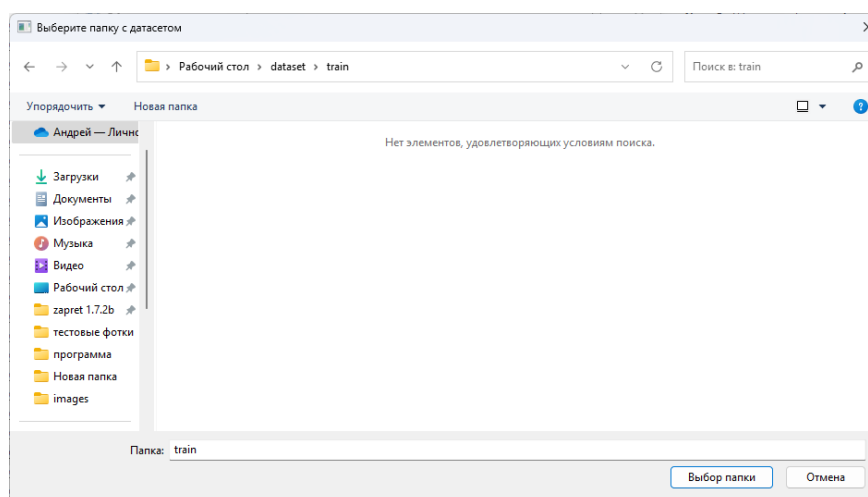 Выберите папку с датасетом
Рабочий стол > dataset > train
Поиск в: train
Упорядочить
Новая папка
Андрей — Личнс
Нет элементов, удовлетворяющих условиям поиска.
Загрузки
Документы
Изображения
Музыка
Видео
Рабочий стол
zapret 1.7.2b
тестовые фотки
программа
Новая папка
images
Папка: train
Выбор папки
Отмена